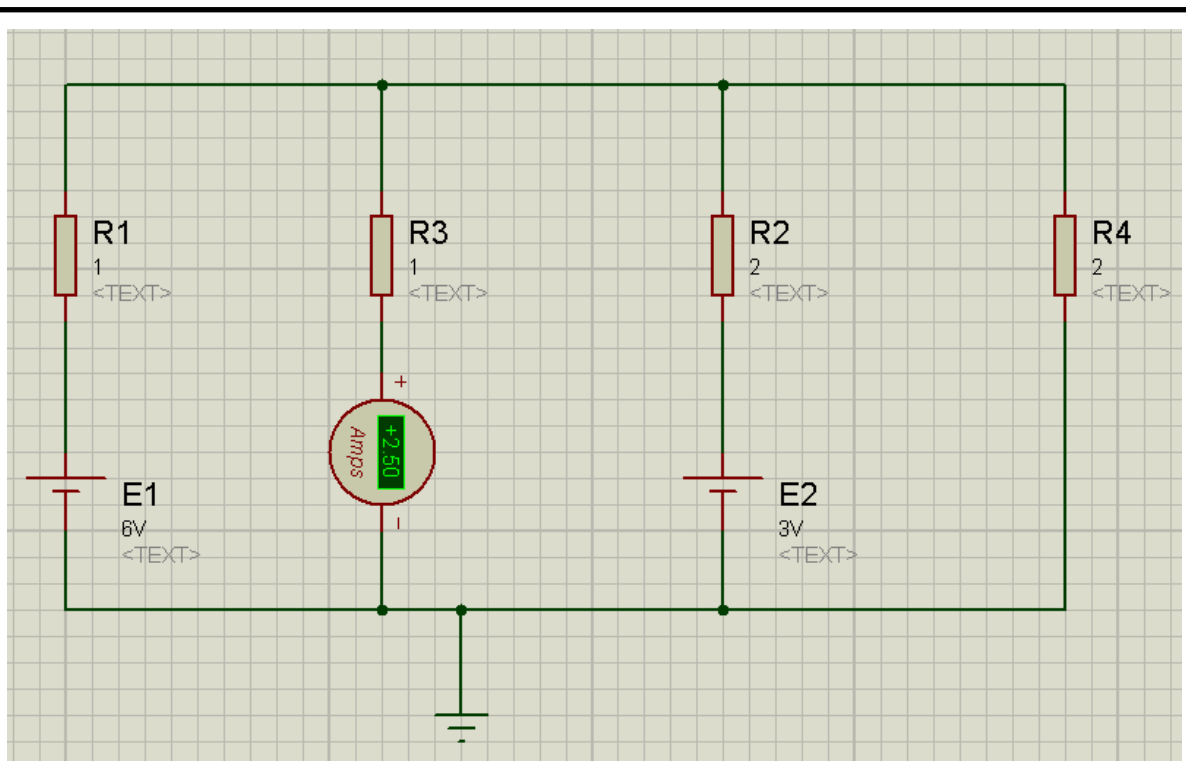 R1
1
<TEXT>
R3
1
<TEXT>
R2
2
<TEXT>
R4
2
<TEXT>
+
+2.50
Amps
−
E1
6V
<TEXT>
E2
3V
<TEXT>